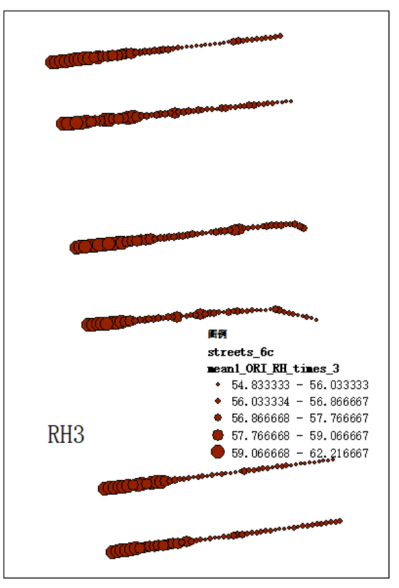 图例
streets_6c
mean1_ORI_RH_times_3
54.833333 - 56.033333
56.033334 - 56.866667
56.866668 - 57.766667
57.766668 - 59.066667
59.066668 - 62.216667
RH3